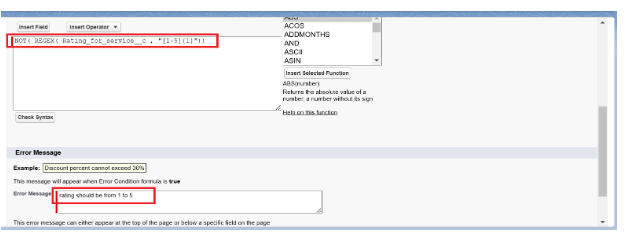 Insert Field Insert Operator
ACOS
ADDMONTHS
AND
ASCII
ASIN
NOT( REGEX( Rating_for_service__c , "[1-5]{1}"))
Insert Selected Function
ABS(number)
Returns the absolute value of a
number, a number without its sign
Help on this function
Check Syntax
Error Message
Example: Discount percent cannot exceed 30%
This message will appear when Error Condition formula is true
Error Message rating should be from 1 to 5
This error message can either appear at the top of the page or below a specific field on the page